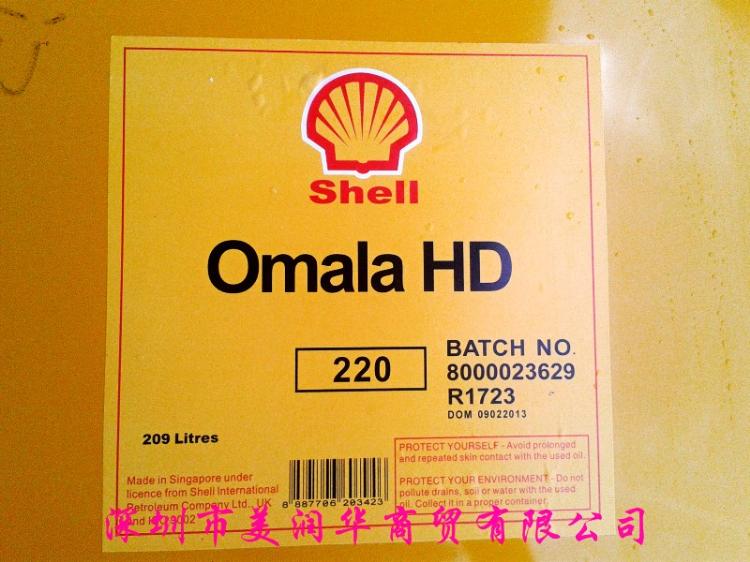 Shell
Omala HD
220
BATCH NO.
8000023629
R1723
DOM 09022013
209 Litres
Made in Singapore under
licence from Shell International
Petroleum Company Ltd., UK
and
PROTECT YOURSELF - Avoid prolonged
and repeated skin contact with the used oil.
PROTECT YOUR ENVIRONMENT - Do not
pollute drains, soil or water with the used
oil. Collect it in a proper container.
8 887706 203423
深圳市美润华商贸有限公司